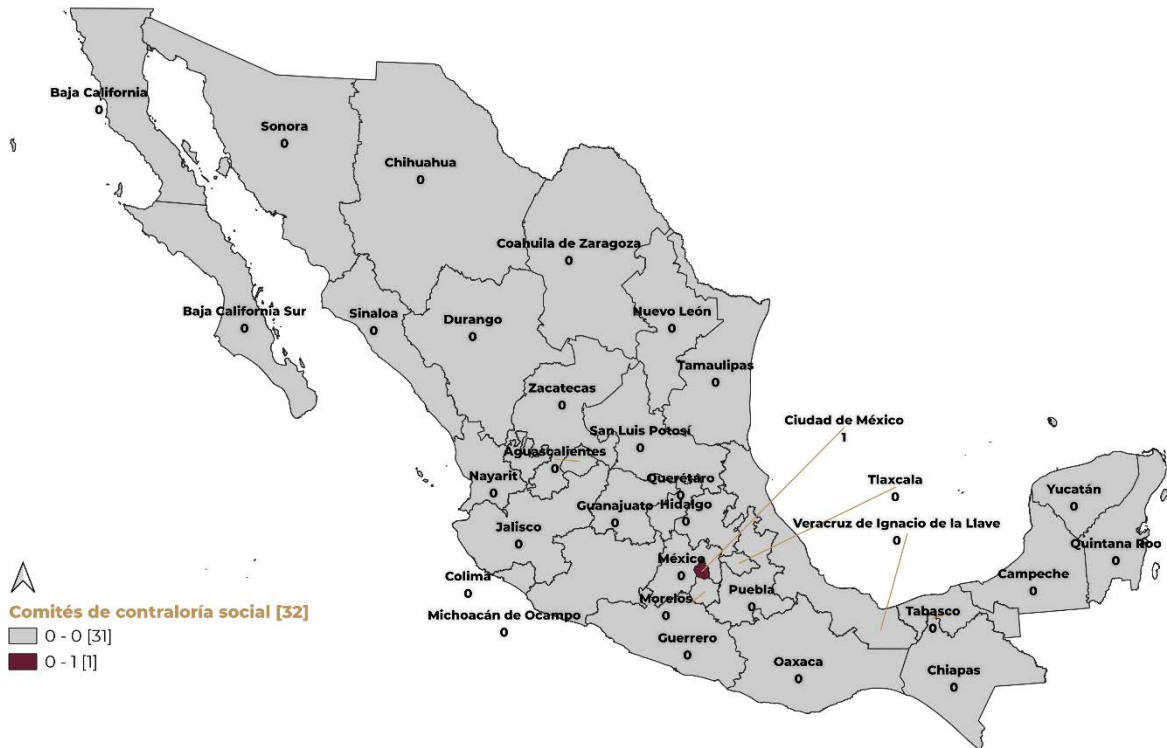 Baja California
0
Sonora
0
Chihuahua
0
Coahuila de Zaragoza
0
Baja California Sur
0
Sinaloa
0
Durango
0
Nuevo León
0
Tamaulipas
0
Zacatecas
0
San Luis Potosí
0
Ciudad de México
1
Aguascalientes
0
Nayarit
0
Querétaro
0
Tlaxcala
0
Yucatán
0
Guanajuato
0
Hidalgo
0
Jalisco
0
Veracruz de Ignacio de la Llave
0
Quintana Roo
0
México
0
Colima
0
Campeche
0
Morelos
0
Puebla
0
Michoacán de Ocampo
0
Tabasco
0
Guerrero
0
Oaxaca
0
Chiapas
0
Comités de contraloría social [32]
0 - 0 [31]
0 - 1 [1]